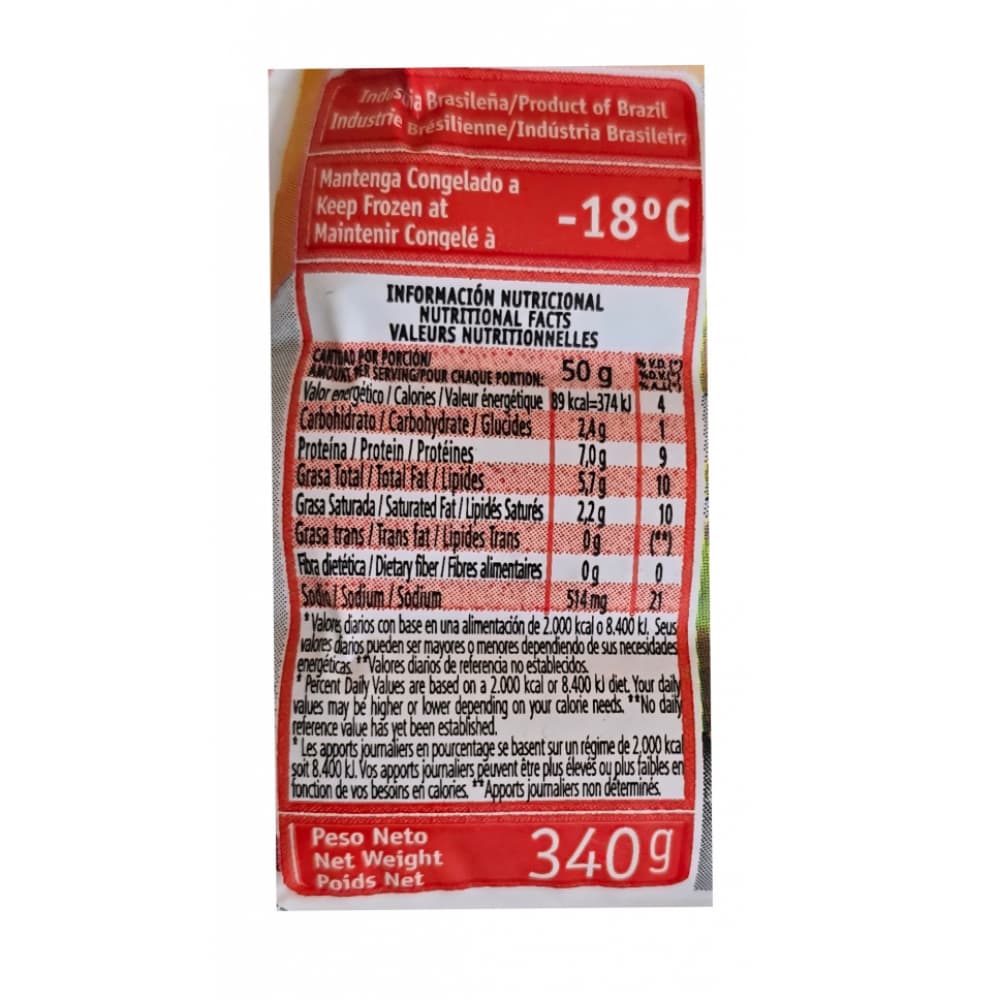 Industria Brasileña/Product of Brazil
Industrie Brésilienne/Indústria Brasileira
Mantenga Congelado a
Keep Frozen at
Maintenir Congelé à
-18ºC
INFORMACIÓN NUTRICIONAL
NUTRITIONAL FACTS
VALEURS NUTRITIONNELLES
CANTIDAD POR PORCIÓN/
AMOUNT PER SERVING/POUR CHAQUE PORTION: 50 g
% V.D. (*)
%D.V.(*)
% A.J.(*)
Valor energético / Calories / Valeur énergétique 89 kcal=374 kJ 4
Carbohidrato / Carbohydrate / Glucides 2,4 g 1
Proteína / Protein / Protéines 7,0 g 9
Grasa Total / Total Fat / Lipides 5,7 g 10
Grasa Saturada / Saturated Fat / Lipidés Saturés 2,2 g 10
Grasa trans / Trans fat / Lipides Trans 0 g (**)
Fibra dietética / Dietary fiber / Fibres alimentaires 0 g 0
Sodio / Sodium / Sodium 514 mg 21
*Valores diarios con base en una alimentación de 2.000 kcal o 8.400 kJ. Seus
valores diarios pueden ser mayores o menores dependiendo de sus necesidades
energéticas. **Valores diarios de referencia no establecidos.
*Percent Daily Values are based on a 2.000 kcal or 8.400 kJ diet. Your daily
values may be higher or lower depending on your calorie needs. **No daily
reference value has yet been established.
*Les apports journaliers en pourcentage se basent sur un régime de 2,000 kcal
soit 8.400 kJ. Vos apports journaliers peuvent être plus élevés ou plus faibles en
fonction de vos besoins en calories. **Apports journaliers non déterminés.
Peso Neto
Net Weight
Poids Net
340g